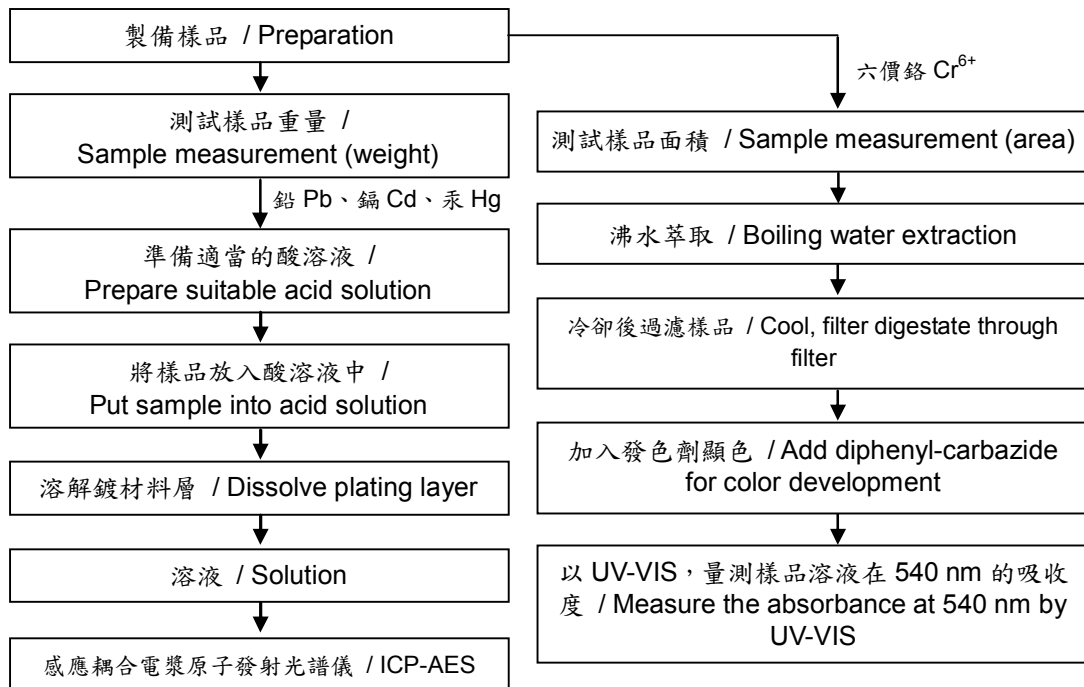 製備樣品 / Preparation
測試樣品重量 /
Sample measurement (weight)
鉛 Pb、鎘 Cd、汞 Hg
準備適當的酸溶液 /
Prepare suitable acid solution
將樣品放入酸溶液中 /
Put sample into acid solution
溶解鍍材料層 / Dissolve plating layer
溶液 / Solution
感應耦合電漿原子發射光譜儀 / ICP-AES
六價鉻 Cr⁶⁺
測試樣品面積 / Sample measurement (area)
沸水萃取 / Boiling water extraction
冷卻後過濾樣品 / Cool, filter digestate through
filter
加入發色劑顯色 / Add diphenyl-carbazide
for color development
以 UV-VIS，量測樣品溶液在 540 nm 的吸收
度 / Measure the absorbance at 540 nm by
UV-VIS